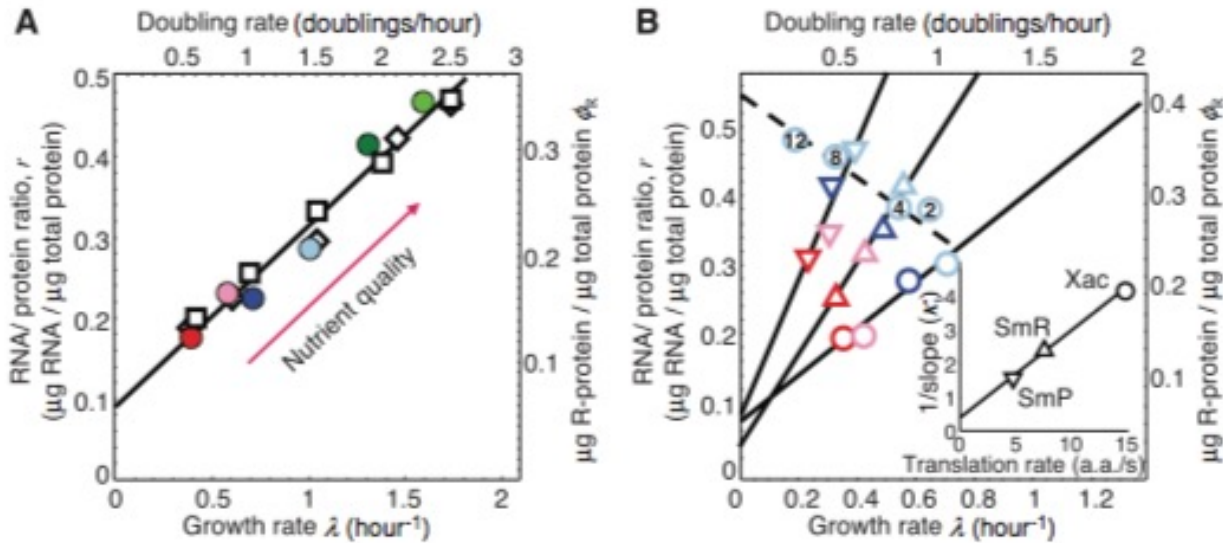 A
Doubling rate (doublings/hour)
0 0.5 1 1.5 2 2.5 3
RNA/ protein ratio, r
(µg RNA / µg total protein)
0.5
0.4
0.3
0.2
0.1
0
Nutrient quality
0.3
0.2
0.1
µg R-protein / µg total protein ϕR
0 0.5 1 1.5 2
Growth rate λ (hour⁻¹)
B
Doubling rate (doublings/hour)
0 0.5 1 1.5 2
RNA/ protein ratio, r
(µg RNA / µg total protein)
0.5
0.4
0.3
0.2
0.1
0
12 8
4 2
0.4
0.3
0.2
0.1
µg R-protein / µg total protein ϕR
1/slope (κt)
4
3
2
1
0
Xac
SmR
SmP
0 5 10 15
Translation rate (a.a./s)
0 0.2 0.4 0.6 0.8 1 1.2
Growth rate λ (hour⁻¹)